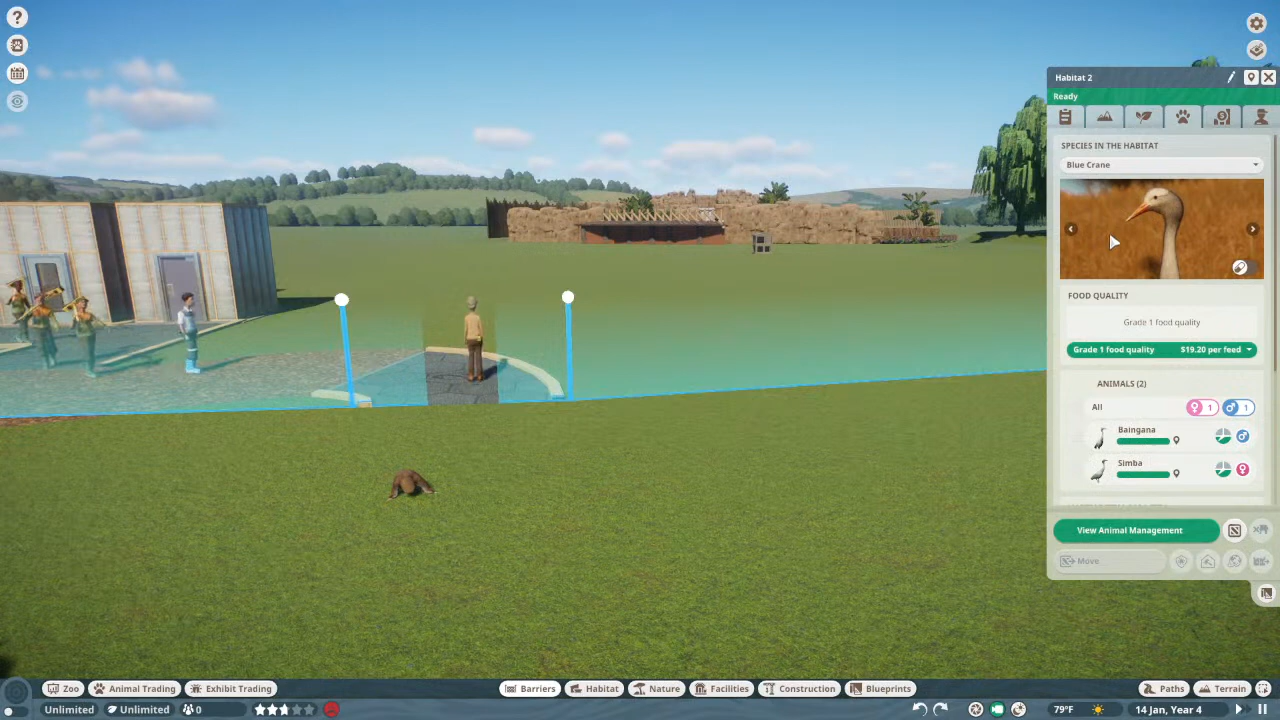 ?
Habitat 2
Ready
SPECIES IN THE HABITAT
Blue Crane
FOOD QUALITY
Grade 1 food quality
Grade 1 food quality $19.20 per feed
ANIMALS (2)
All 1 1
Baingana
Simba
View Animal Management
Move
Zoo Animal Trading Exhibit Trading Barriers Habitat Nature Facilities Construction Blueprints Paths Terrain
Unlimited Unlimited 0 79°F 14 Jan, Year 4